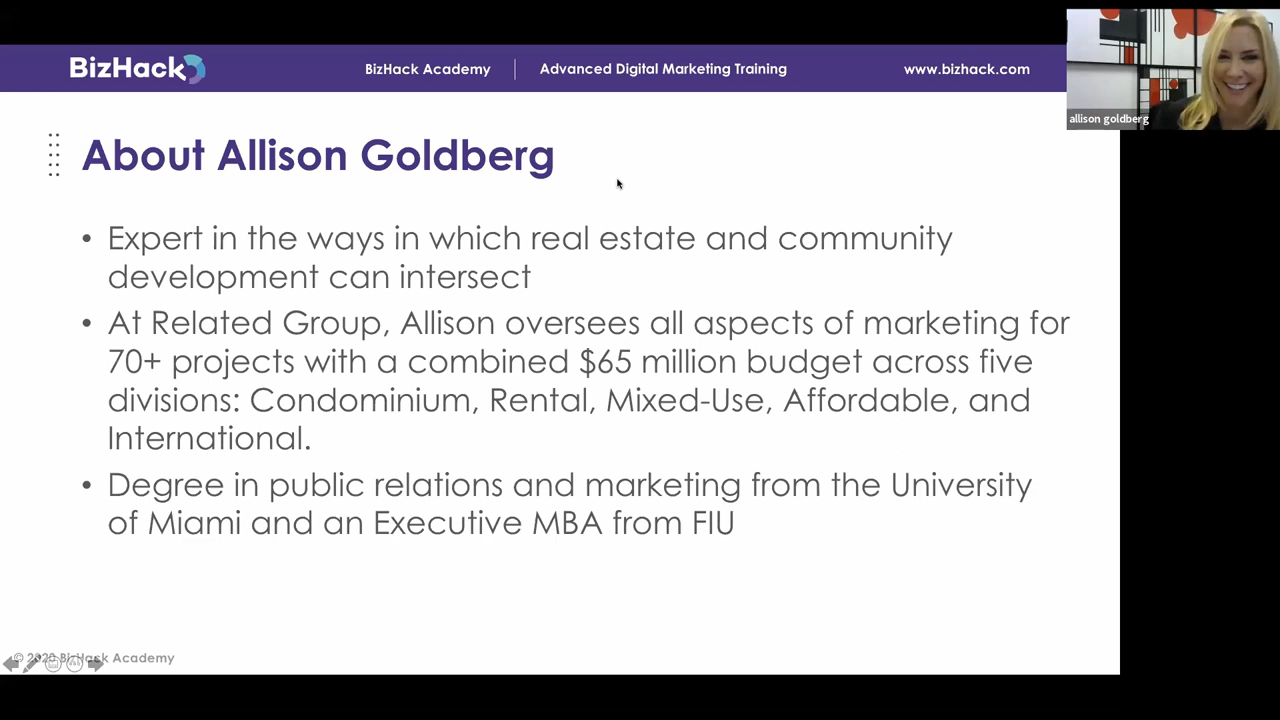 BizHack
BizHack Academy
Advanced Digital Marketing Training
www.bizhack.com
allison goldberg
About Allison Goldberg
• Expert in the ways in which real estate and community
development can intersect
• At Related Group, Allison oversees all aspects of marketing for
70+ projects with a combined $65 million budget across five
divisions: Condominium, Rental, Mixed-Use, Affordable, and
International.
• Degree in public relations and marketing from the University
of Miami and an Executive MBA from FIU
© 2020 BizHack Academy